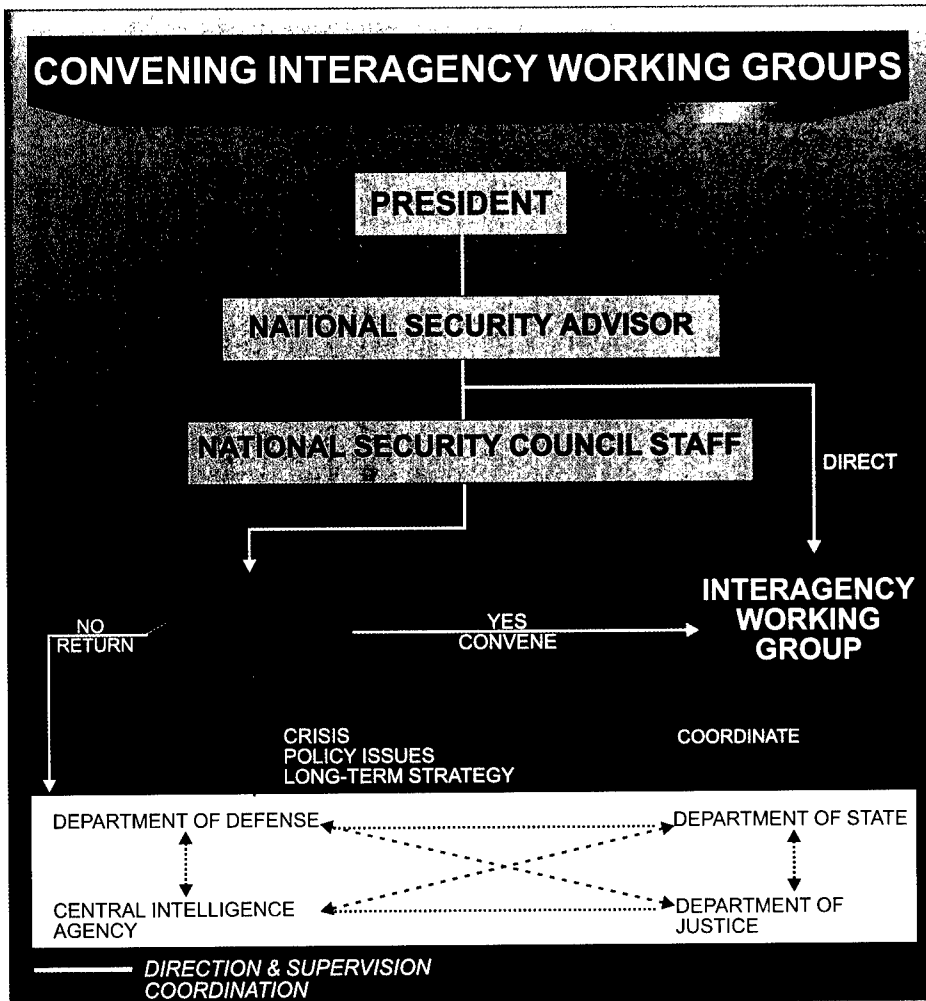 CONVENING INTERAGENCY WORKING GROUPS
PRESIDENT
NATIONAL SECURITY ADVISOR
NATIONAL SECURITY COUNCIL STAFF
DIRECT
INTERAGENCY
WORKING
GROUP
NO
RETURN
YES
CONVENE
CRISIS
POLICY ISSUES
LONG-TERM STRATEGY
COORDINATE
DEPARTMENT OF DEFENSE
DEPARTMENT OF STATE
CENTRAL INTELLIGENCE
AGENCY
DEPARTMENT OF
JUSTICE
DIRECTION & SUPERVISION
COORDINATION